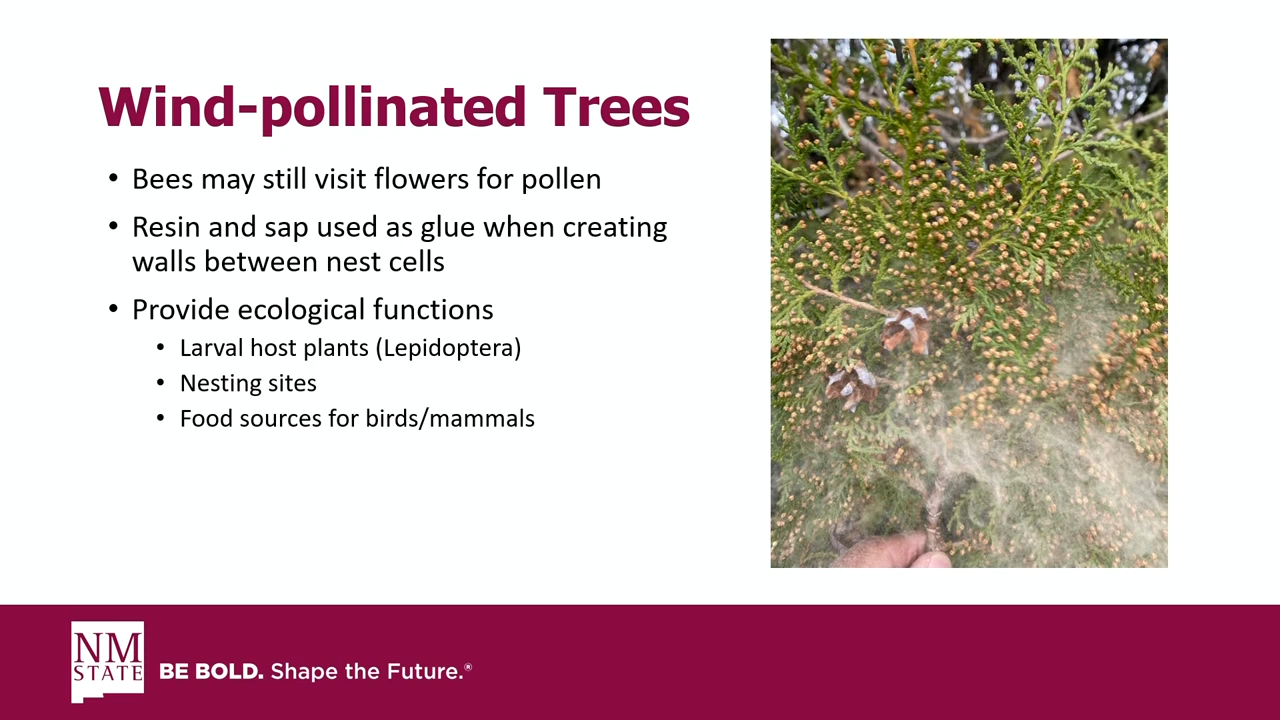 Wind-pollinated Trees
• Bees may still visit flowers for pollen
• Resin and sap used as glue when creating
walls between nest cells
• Provide ecological functions
• Larval host plants (Lepidoptera)
• Nesting sites
• Food sources for birds/mammals
NM
STATE
BE BOLD. Shape the Future.®